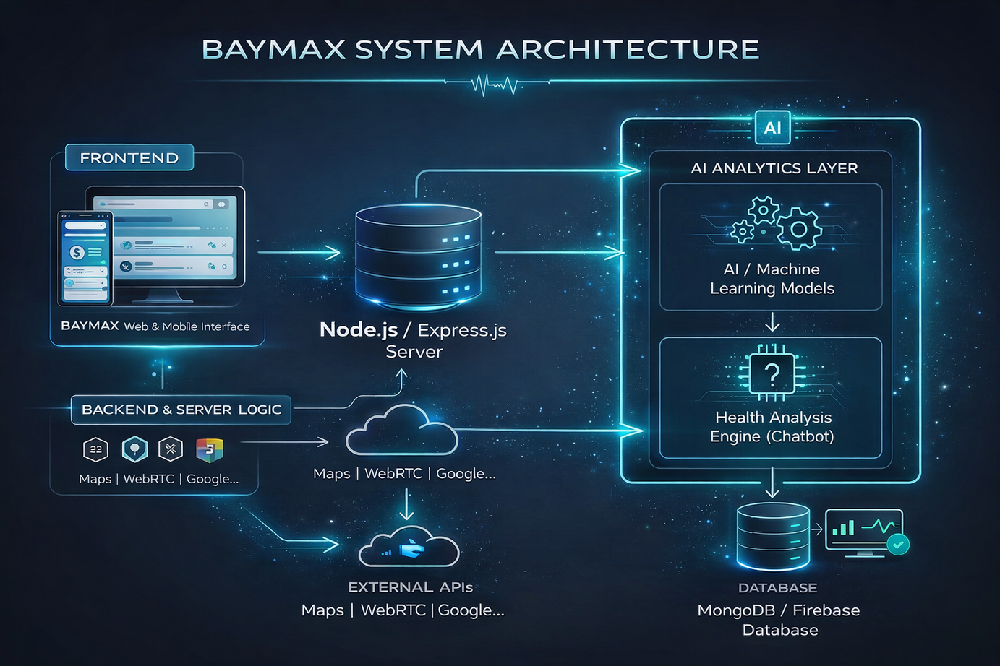 BAYMAX SYSTEM ARCHITECTURE
FRONTEND
$
BAYMAX Web & Mobile Interface
BACKEND & SERVER LOGIC
22
3
Maps | WebRTC | Google...
Node.js / Express.js
Server
Maps | WebRTC | Google...
EXTERNAL APIs
Maps | WebRTC | Google...
AI
AI ANALYTICS LAYER
AI / Machine
Learning Models
?
Health Analysis
Engine (Chatbot)
DATABASE
MongoDB / Firebase
Database